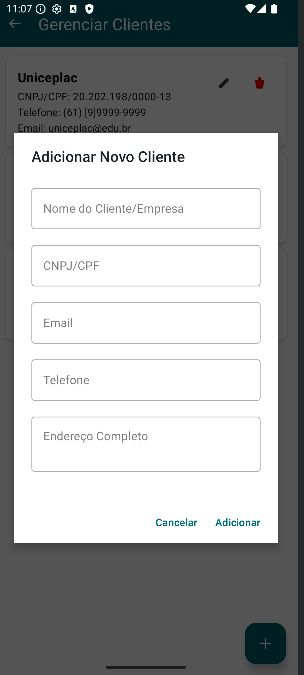 11:07
Gerenciar Clientes
Uniceplac
CNPJ/CPF: 20.202.198/0000-13
Telefone: (61) [9]9999-9999
Email: uniceplac@edu.br
Adicionar Novo Cliente
Nome do Cliente/Empresa
CNPJ/CPF
Email
Telefone
Endereço Completo
Cancelar Adicionar